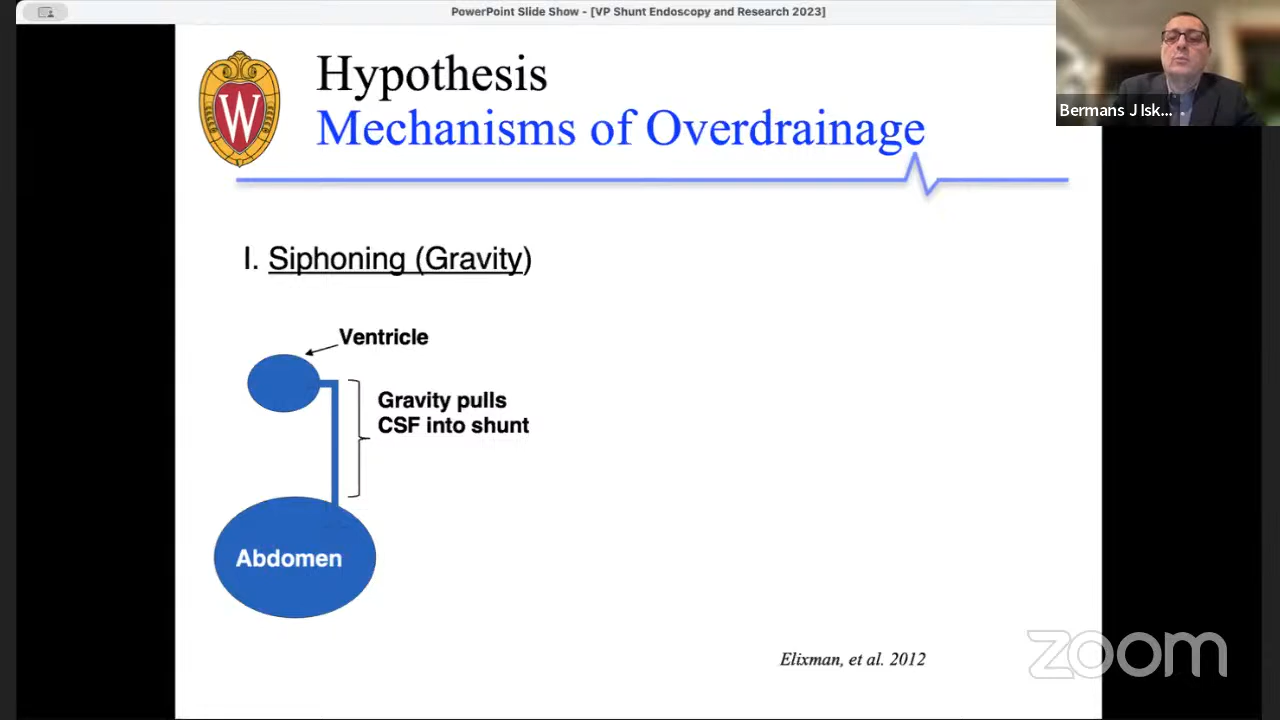 PowerPoint Slide Show - [VP Shunt Endoscopy and Research 2023]
Bermans J Isk...
W
Hypothesis
Mechanisms of Overdrainage
I. Siphoning (Gravity)
Ventricle
Gravity pulls
CSF into shunt
Abdomen
Elixman, et al. 2012
zoom